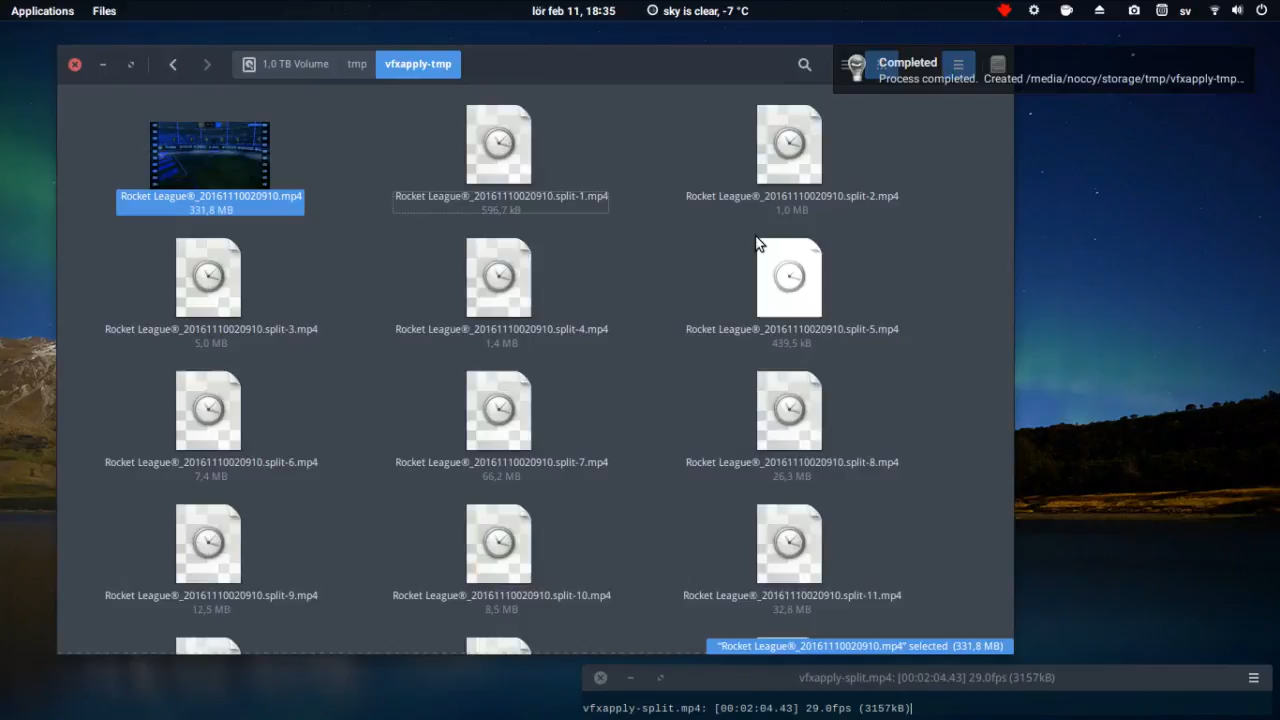 Applications Files lör feb 11, 18:35 sky is clear, -7 °C sv
1,0 TB Volume tmp vfxapply-tmp
Completed
Process completed. Created /media/noccy/storage/tmp/vfxapply-tmp...
Rocket League®_20161110020910.mp4 Rocket League®_20161110020910.split-1.mp4 Rocket League®_20161110020910.split-2.mp4
331,8 MB 596,7 kB 1,0 MB
Rocket League®_20161110020910.split-3.mp4 Rocket League®_20161110020910.split-4.mp4 Rocket League®_20161110020910.split-5.mp4
5,0 MB 1,4 MB 439,5 kB
Rocket League®_20161110020910.split-6.mp4 Rocket League®_20161110020910.split-7.mp4 Rocket League®_20161110020910.split-8.mp4
7,4 MB 66,2 MB 26,3 MB
Rocket League®_20161110020910.split-9.mp4 Rocket League®_20161110020910.split-10.mp4 Rocket League®_20161110020910.split-11.mp4
12,5 MB 8,5 MB 32,8 MB
"Rocket League®_20161110020910.mp4" selected (331,8 MB)
vfxapply-split.mp4: [00:02:04.43] 29.0fps (3157kB)
vfxapply-split.mp4: [00:02:04.43] 29.0fps (3157kB)